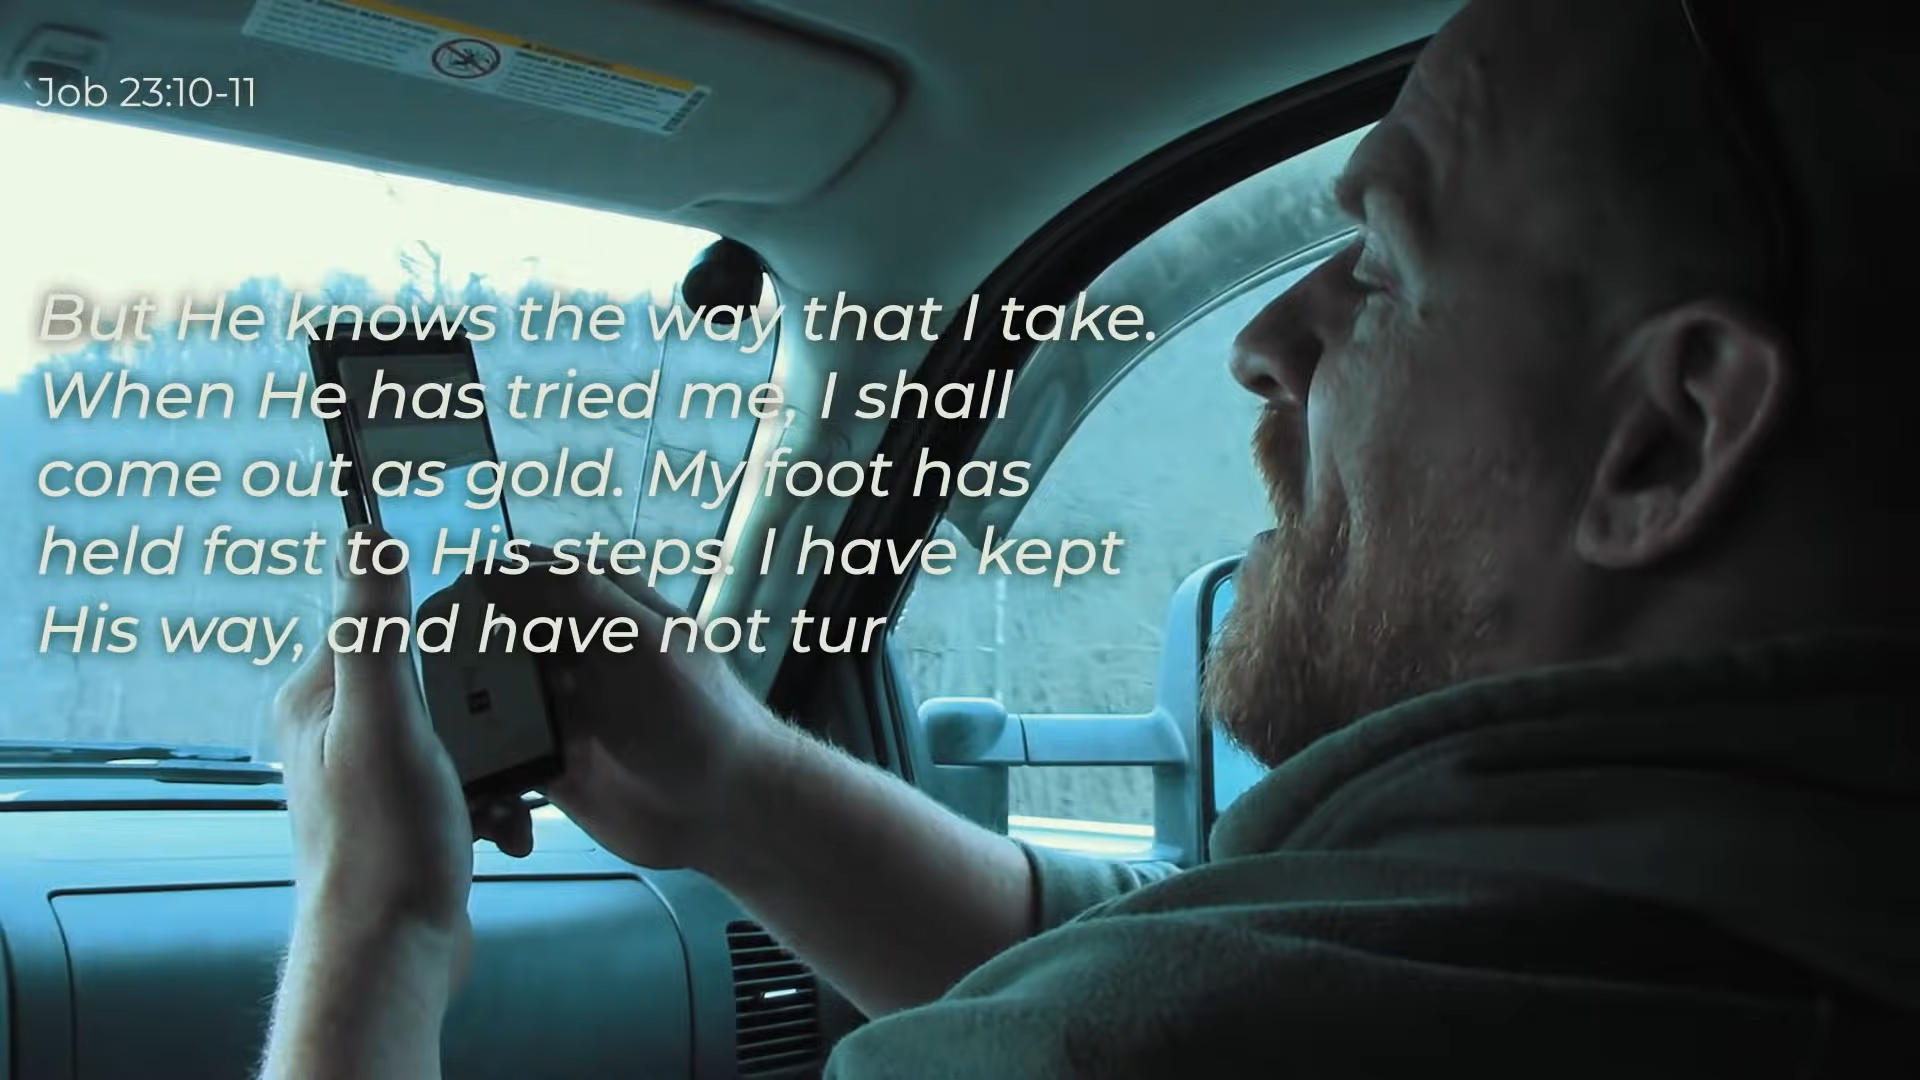 Job 23:10-11
But He knows the way that I take.
When He has tried me, I shall
come out as gold. My foot has
held fast to His steps. I have kept
His way, and have not tur